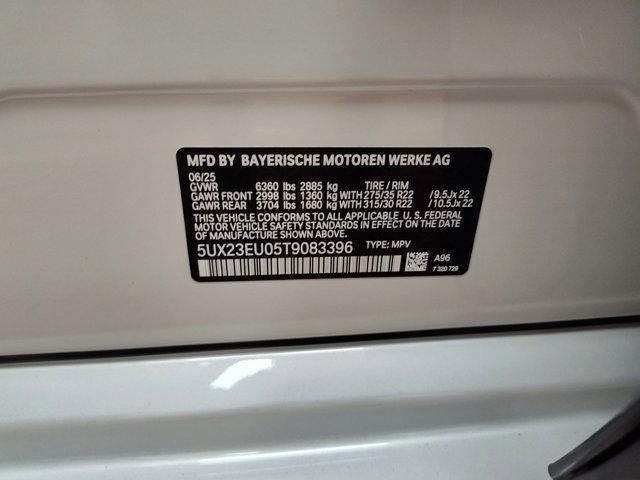 MFD BY BAYERISCHE MOTOREN WERKE AG
06/25
GVWR 6360 lbs 2885 kg TIRE / RIM
GAWR FRONT 2998 lbs 1360 kg WITH 275/35 R22 / 9.5Jx 22
GAWR REAR 3704 lbs 1680 kg WITH 315/30 R22 / 10.5Jx 22
THIS VEHICLE CONFORMS TO ALL APPLICABLE U.S. FEDERAL
MOTOR VEHICLE SAFETY STANDARDS IN EFFECT ON THE DATE
OF MANUFACTURE SHOWN ABOVE.
5UX23EU05T9083396 TYPE: MPV
A96
7 320 729